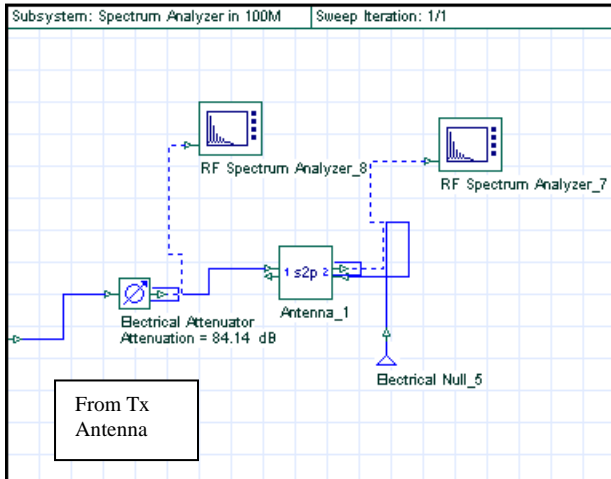 Subsystem: Spectrum Analyzer in 100M
Sweep Iteration: 1/1
RF Spectrum Analyzer_8
RF Spectrum Analyzer_7
1 s2p 2
Antenna_1
Electrical Attenuator
Attenuation = 84.14 dB
Electrical Null_5
From Tx
Antenna